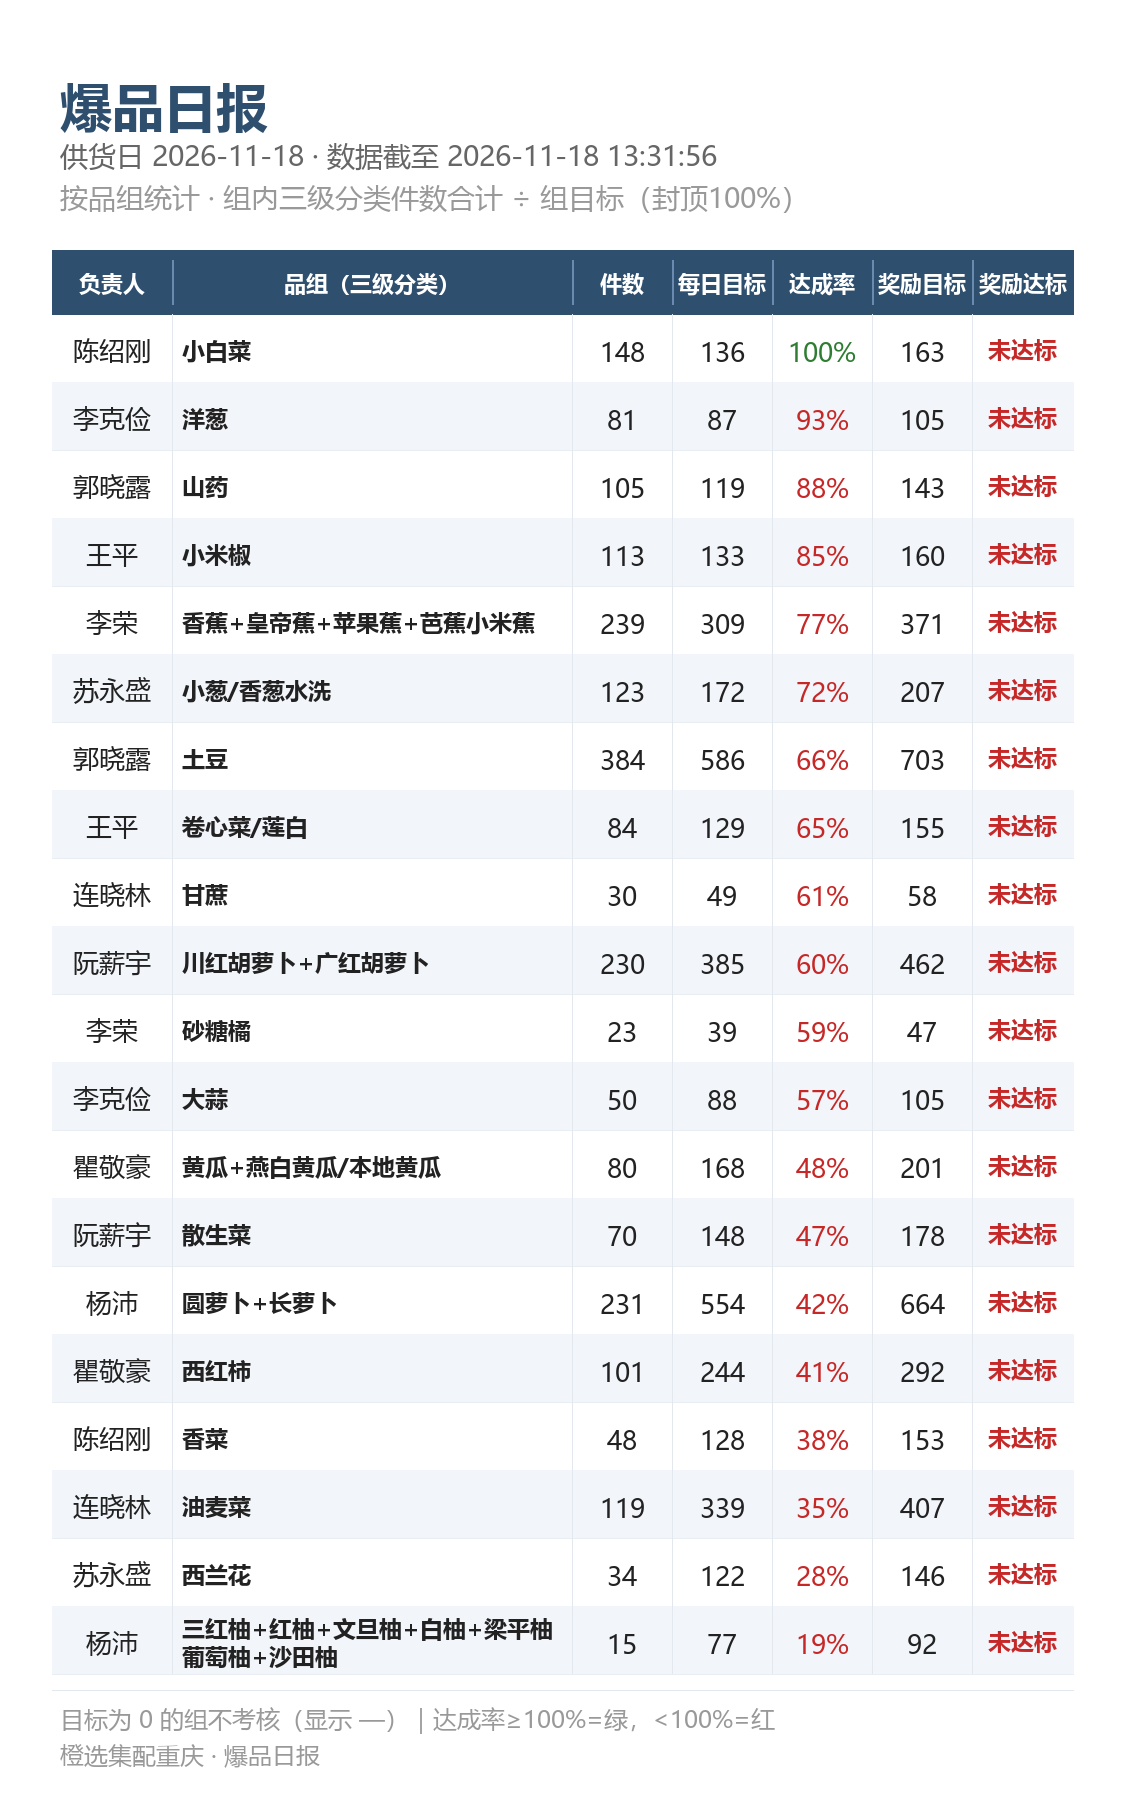 爆品日报
供货日 2026-11-18 · 数据截至 2026-11-18 13:31:56
按品组统计 · 组内三级分类件数合计 ÷ 组目标（封顶100%）
负责人 品组（三级分类） 件数 每日目标 达成率 奖励目标 奖励达标
陈绍刚 小白菜 148 136 100% 163 未达标
李克俭 洋葱 81 87 93% 105 未达标
郭晓露 山药 105 119 88% 143 未达标
王平 小米椒 113 133 85% 160 未达标
李荣 香蕉+皇帝蕉+苹果蕉+芭蕉小米蕉 239 309 77% 371 未达标
苏永盛 小葱/香葱水洗 123 172 72% 207 未达标
郭晓露 土豆 384 586 66% 703 未达标
王平 卷心菜/莲白 84 129 65% 155 未达标
连晓林 甘蔗 30 49 61% 58 未达标
阮薪宇 川红胡萝卜+广红胡萝卜 230 385 60% 462 未达标
李荣 砂糖橘 23 39 59% 47 未达标
李克俭 大蒜 50 88 57% 105 未达标
瞿敬豪 黄瓜+燕白黄瓜/本地黄瓜 80 168 48% 201 未达标
阮薪宇 散生菜 70 148 47% 178 未达标
杨沛 圆萝卜+长萝卜 231 554 42% 664 未达标
瞿敬豪 西红柿 101 244 41% 292 未达标
陈绍刚 香菜 48 128 38% 153 未达标
连晓林 油麦菜 119 339 35% 407 未达标
苏永盛 西兰花 34 122 28% 146 未达标
杨沛 三红柚+红柚+文旦柚+白柚+梁平柚 15 77 19% 92 未达标
葡萄柚+沙田柚
目标为 0 的组不考核（显示 —）｜达成率≥100%=绿，<100%=红
橙选集配重庆 · 爆品日报